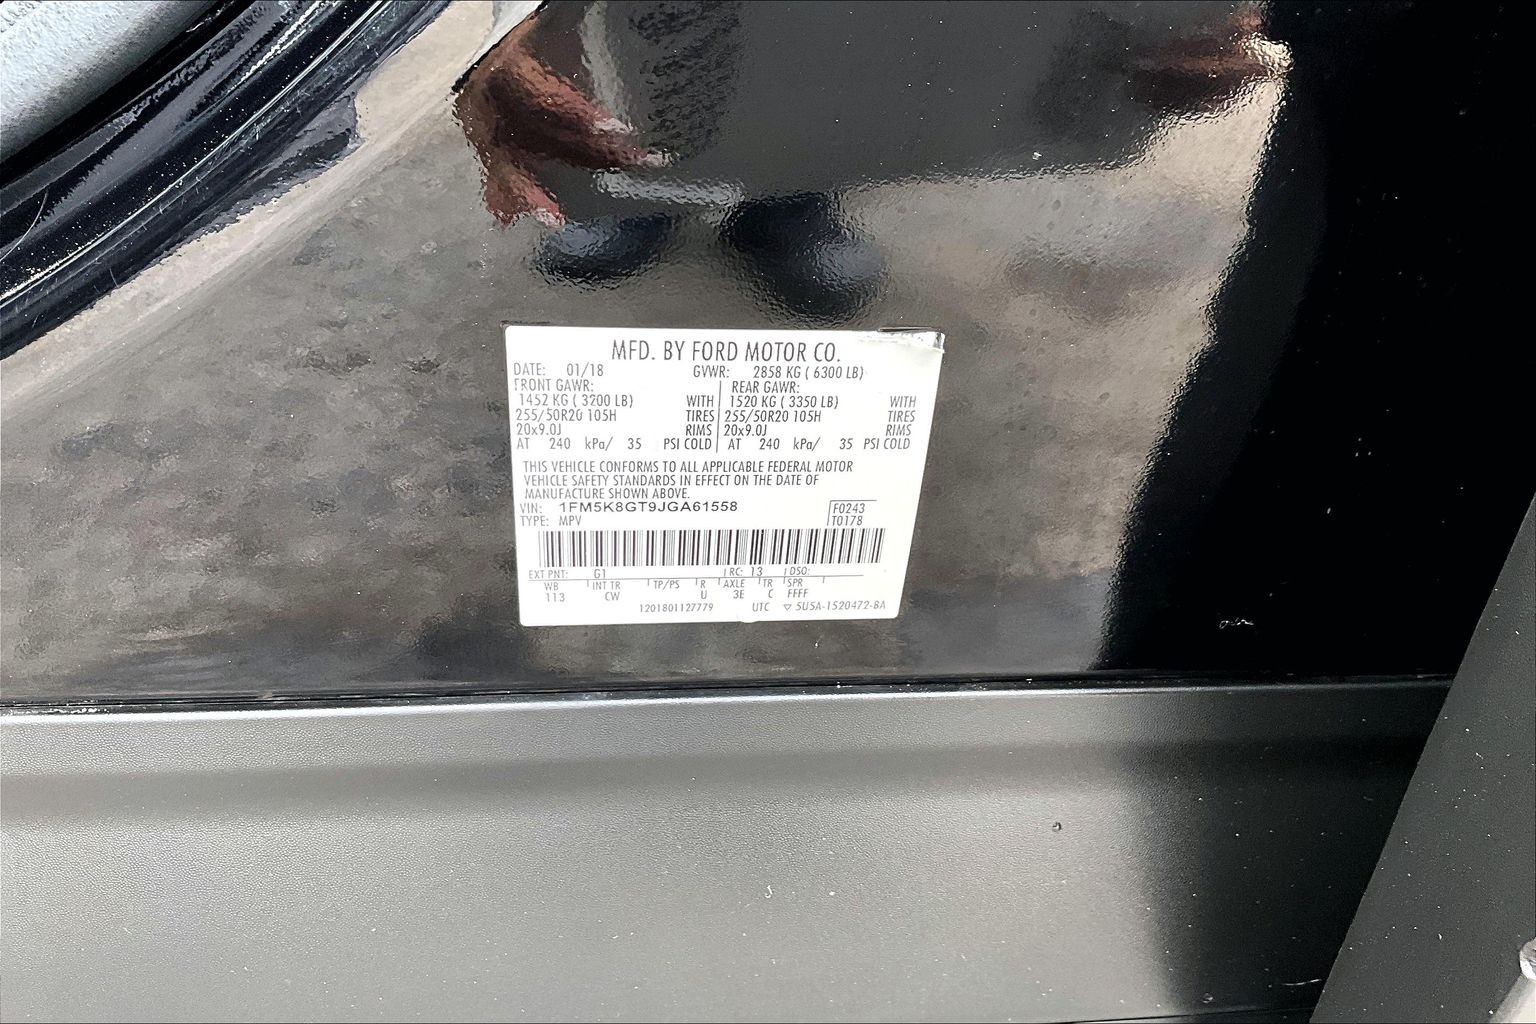 MFD. BY FORD MOTOR CO.
DATE: 01/18 GVWR: 2858 KG ( 6300 LB)
FRONT GAWR: REAR GAWR:
1452 KG ( 3200 LB) WITH 1520 KG ( 3350 LB) WITH
255/50R20 105H TIRES 255/50R20 105H TIRES
20x9.0J RIMS 20x9.0J RIMS
AT 240 kPa/ 35 PSI COLD AT 240 kPa/ 35 PSI COLD
THIS VEHICLE CONFORMS TO ALL APPLICABLE FEDERAL MOTOR
VEHICLE SAFETY STANDARDS IN EFFECT ON THE DATE OF
MANUFACTURE SHOWN ABOVE.
VIN: 1FM5K8GT9JGA61558 F0243
TYPE: MPV T0178
EXT PNT: G1 RC: 13 DSO:
WB INT TR TP/PS R AXLE TR SPR
113 CW U 3E C FFFF
1201801127779 UTC ▽ 5U5A-1520472-BA